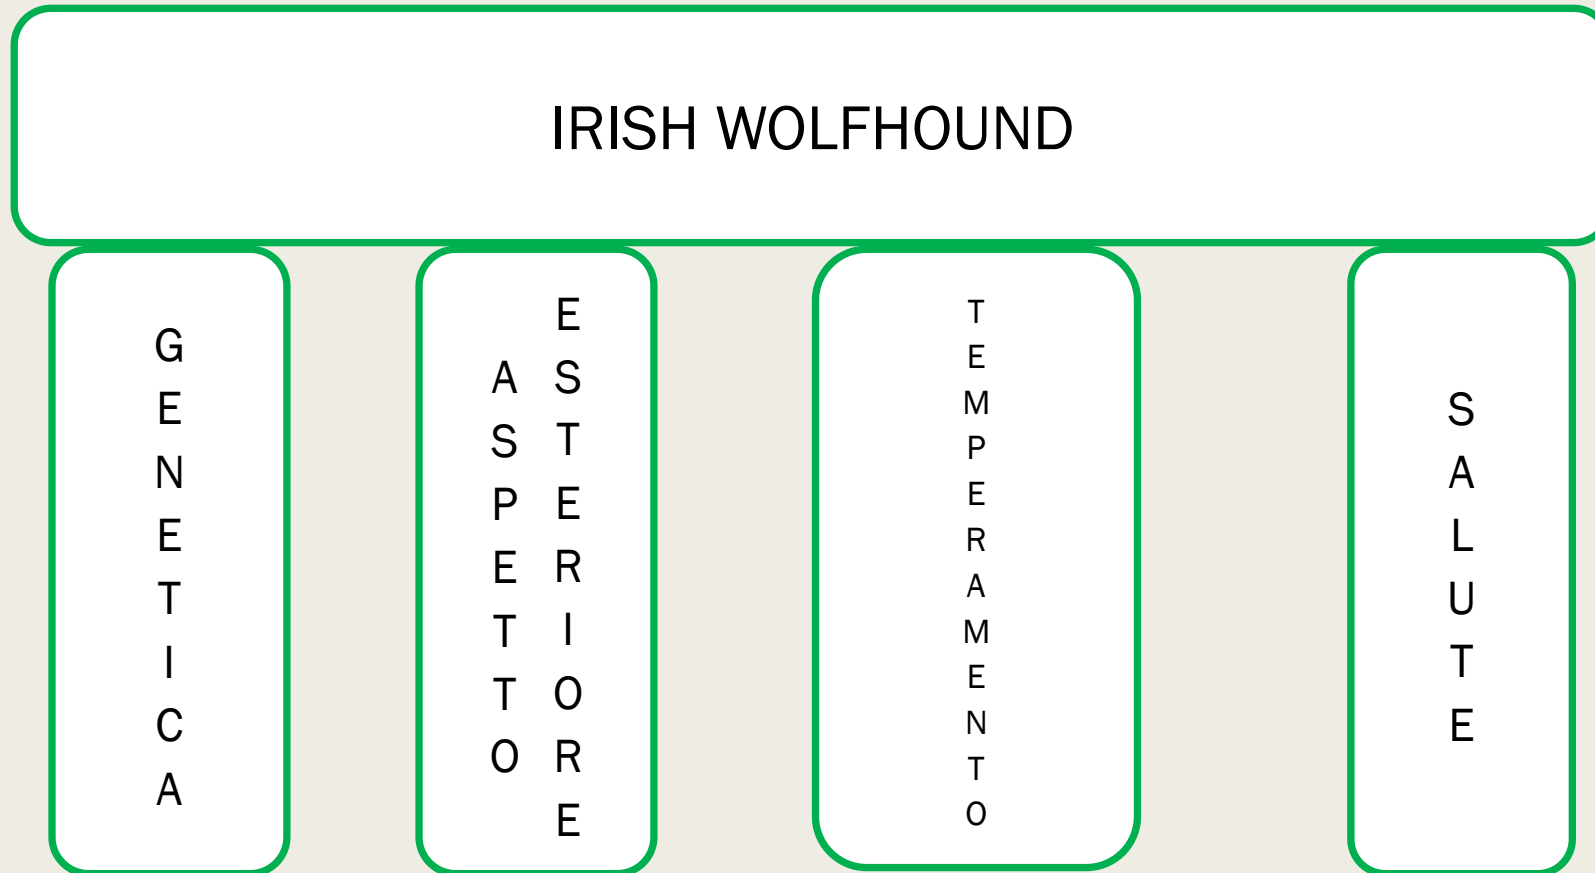 IRISH WOLFHOUND
GENETICA
ASPETTO
ESTERIORE
TEMPERAMENTO
SALUTE